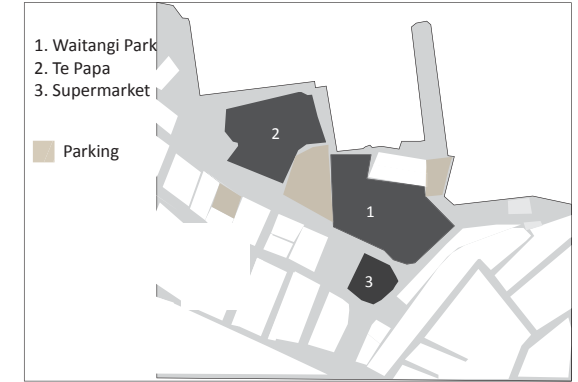 1. Waitangi Park
2. Te Papa
3. Supermarket
Parking
2
1
3